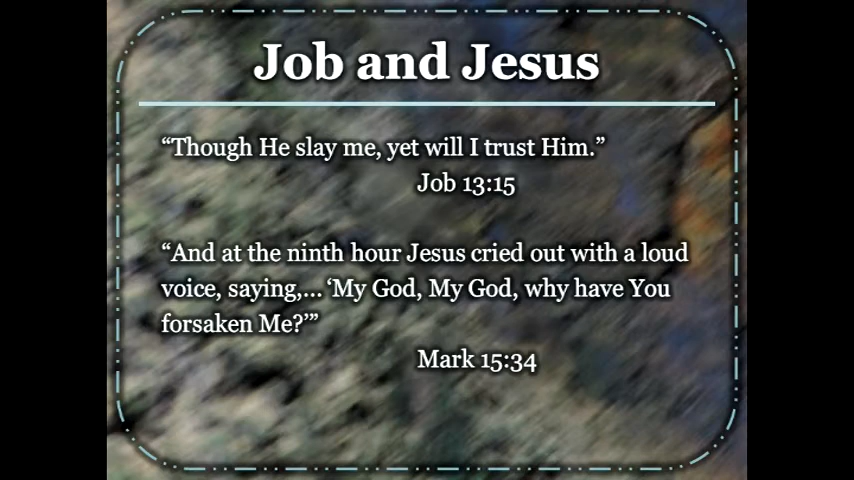 Job and Jesus
“Though He slay me, yet will I trust Him.”
Job 13:15
“And at the ninth hour Jesus cried out with a loud
voice, saying,... ‘My God, My God, why have You
forsaken Me?’”
Mark 15:34